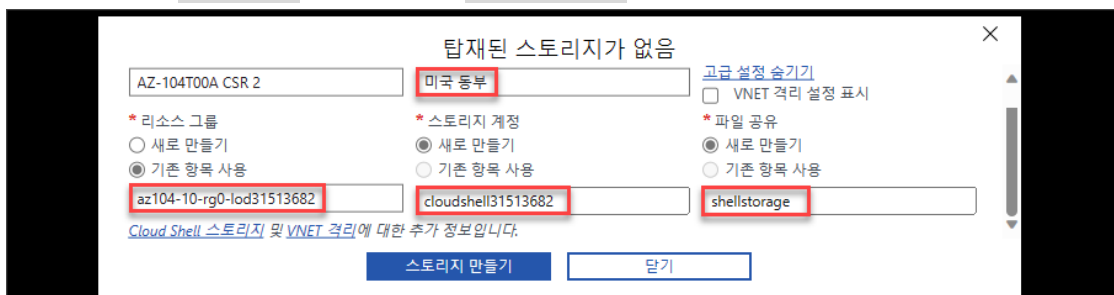 탑재된 스토리지가 없음
AZ-104T00A CSR 2
미국 동부
고급 설정 숨기기
VNET 격리 설정 표시
* 리소스 그룹
* 스토리지 계정
* 파일 공유
새로 만들기
새로 만들기
새로 만들기
기존 항목 사용
기존 항목 사용
기존 항목 사용
az104-10-rg0-lod31513682
cloudshell31513682
shellstorage
Cloud Shell 스토리지 및 VNET 격리에 대한 추가 정보입니다.
스토리지 만들기
닫기